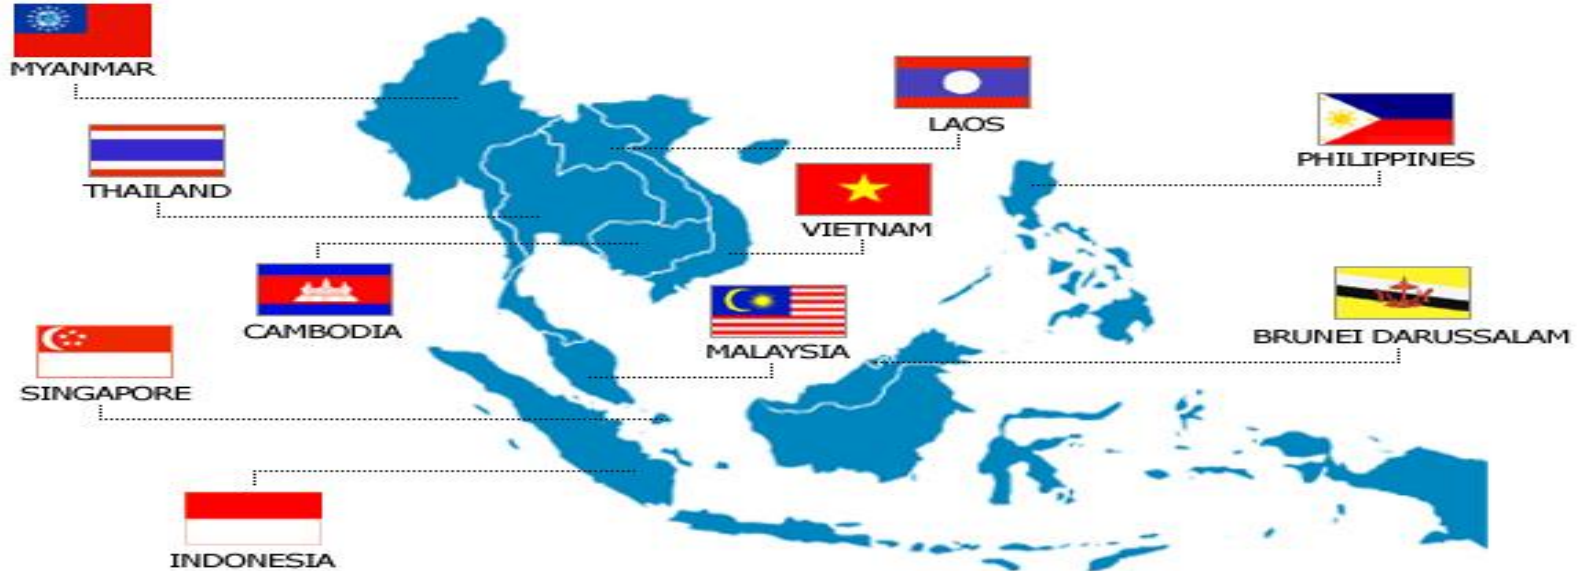 MYANMAR
LAOS
PHILIPPINES
THAILAND
VIETNAM
CAMBODIA
MALAYSIA
BRUNEI DARUSSALAM
SINGAPORE
INDONESIA